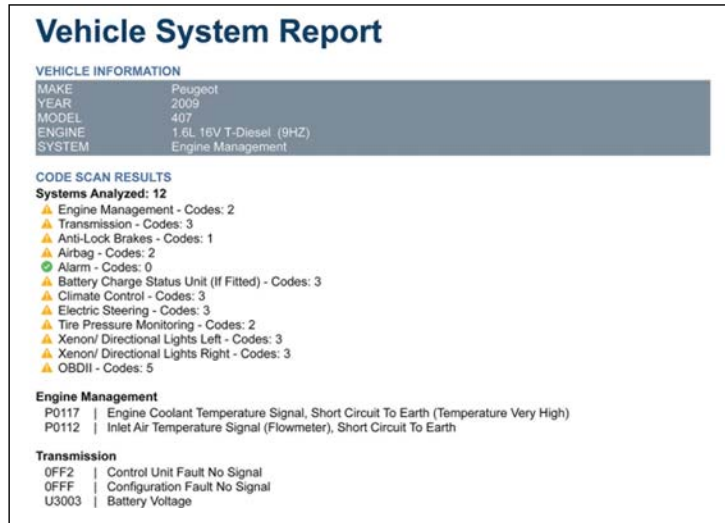 Vehicle System Report
VEHICLE INFORMATION
MAKE Peugeot
YEAR 2009
MODEL 407
ENGINE 1.6L 16V T-Diesel (9HZ)
SYSTEM Engine Management
CODE SCAN RESULTS
Systems Analyzed: 12
Engine Management - Codes: 2
Transmission - Codes: 3
Anti-Lock Brakes - Codes: 1
Airbag - Codes: 2
Alarm - Codes: 0
Battery Charge Status Unit (If Fitted) - Codes: 3
Climate Control - Codes: 3
Electric Steering - Codes: 3
Tire Pressure Monitoring - Codes: 2
Xenon/ Directional Lights Left - Codes: 3
Xenon/ Directional Lights Right - Codes: 3
OBDII - Codes: 5
Engine Management
P0117 | Engine Coolant Temperature Signal, Short Circuit To Earth (Temperature Very High)
P0112 | Inlet Air Temperature Signal (Flowmeter), Short Circuit To Earth
Transmission
0FF2 | Control Unit Fault No Signal
0FFF | Configuration Fault No Signal
U3003 | Battery Voltage